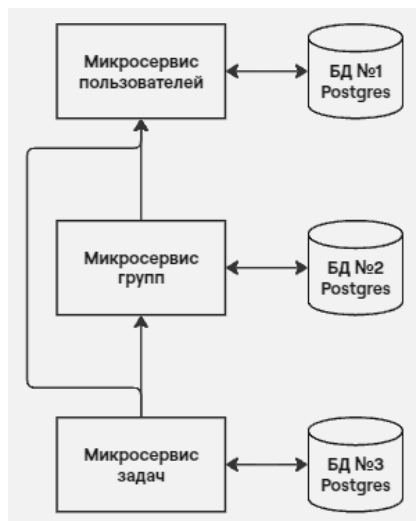 Микросервис
пользователей
БД №1
Postgres
Микросервис
групп
БД №2
Postgres
Микросервис
задач
БД №3
Postgres